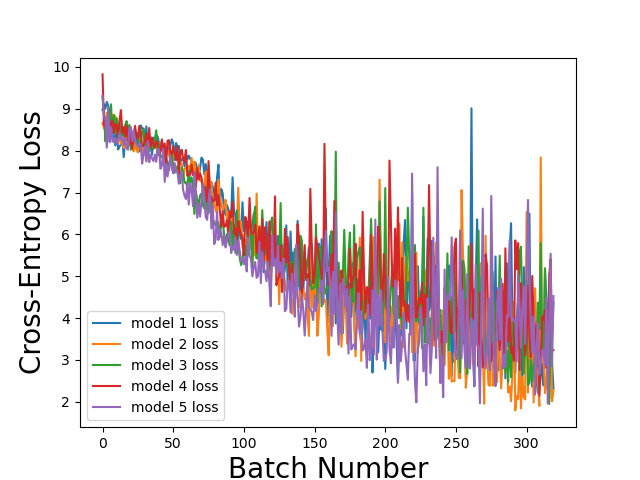 10
9
8
7
6
5
4
3
2
Cross-Entropy Loss
model 1 loss
model 2 loss
model 3 loss
model 4 loss
model 5 loss
0 50 100 150 200 250 300
Batch Number